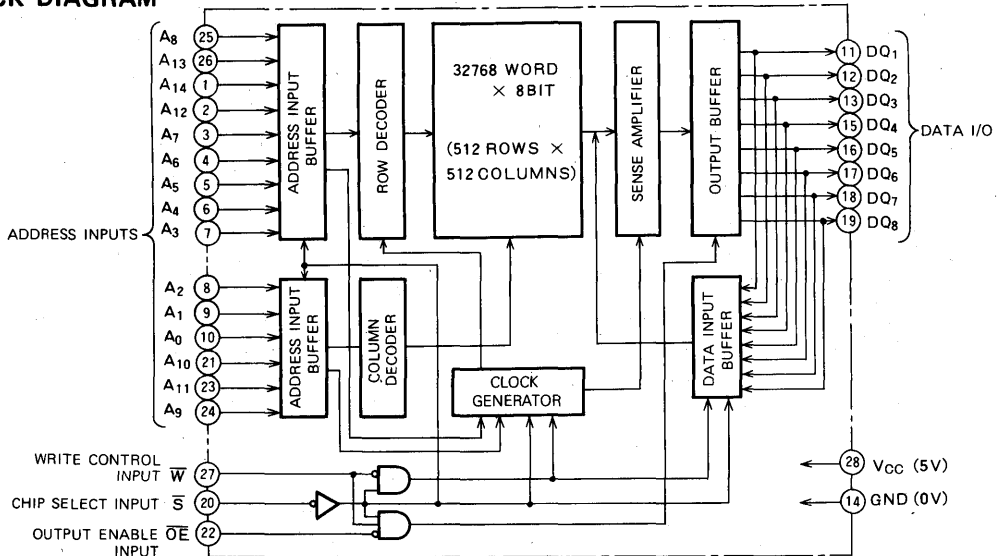 CK DIAGRAM
A8 25
A13 26
A14 1
A12 2
A7 3
A6 4
A5 5
A4 6
A3 7
ADDRESS INPUTS
A2 8
A1 9
A0 10
A10 21
A11 23
A9 24
WRITE CONTROL
INPUT W̅ 27
CHIP SELECT INPUT S̅ 20
OUTPUT ENABLE O̅E̅ 22
INPUT
ADDRESS INPUT
BUFFER
ROW DECODER
32768 WORD
× 8BIT
(512 ROWS ×
512 COLUMNS)
SENSE AMPLIFIER
OUTPUT BUFFER
ADDRESS INPUT
BUFFER
COLUMN
DECODER
CLOCK
GENERATOR
DATA INPUT
BUFFER
11 DQ1
12 DQ2
13 DQ3
15 DQ4
16 DQ5
17 DQ6
18 DQ7
19 DQ8
DATA I/O
28 VCC (5V)
14 GND (0V)